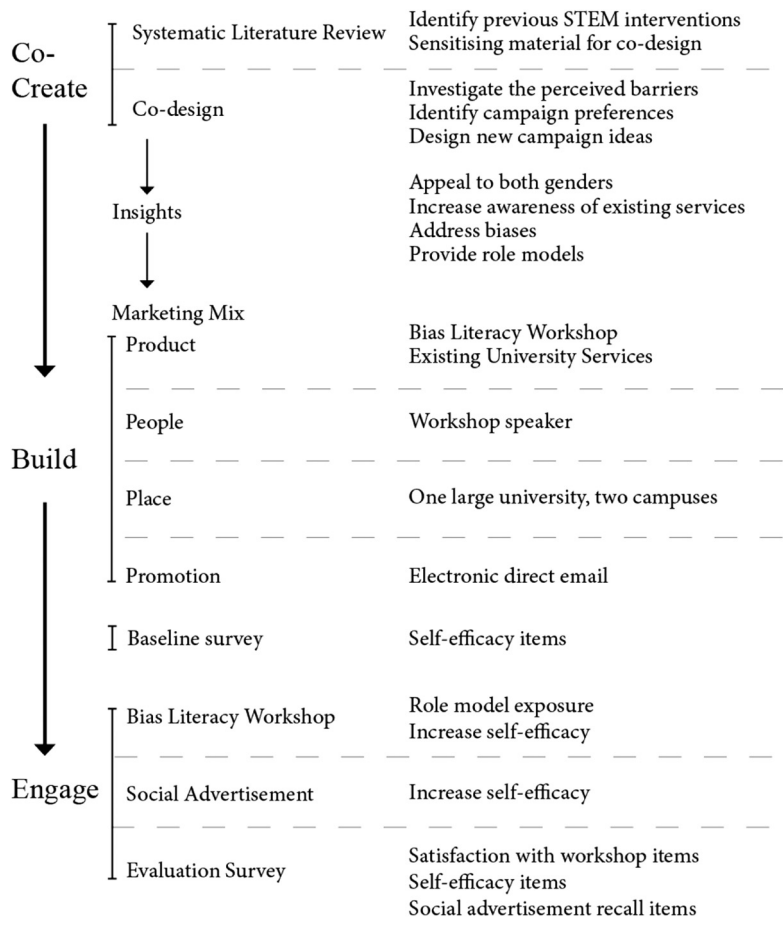 Co-
Create
Systematic Literature Review
Identify previous STEM interventions
Sensitising material for co-design
Co-design
Investigate the perceived barriers
Identify campaign preferences
Design new campaign ideas
Insights
Appeal to both genders
Increase awareness of existing services
Address biases
Provide role models
Marketing Mix
Product
Bias Literacy Workshop
Existing University Services
Build
People
Workshop speaker
Place
One large university, two campuses
Promotion
Electronic direct email
Baseline survey
Self-efficacy items
Engage
Bias Literacy Workshop
Role model exposure
Increase self-efficacy
Social Advertisement
Increase self-efficacy
Evaluation Survey
Satisfaction with workshop items
Self-efficacy items
Social advertisement recall items